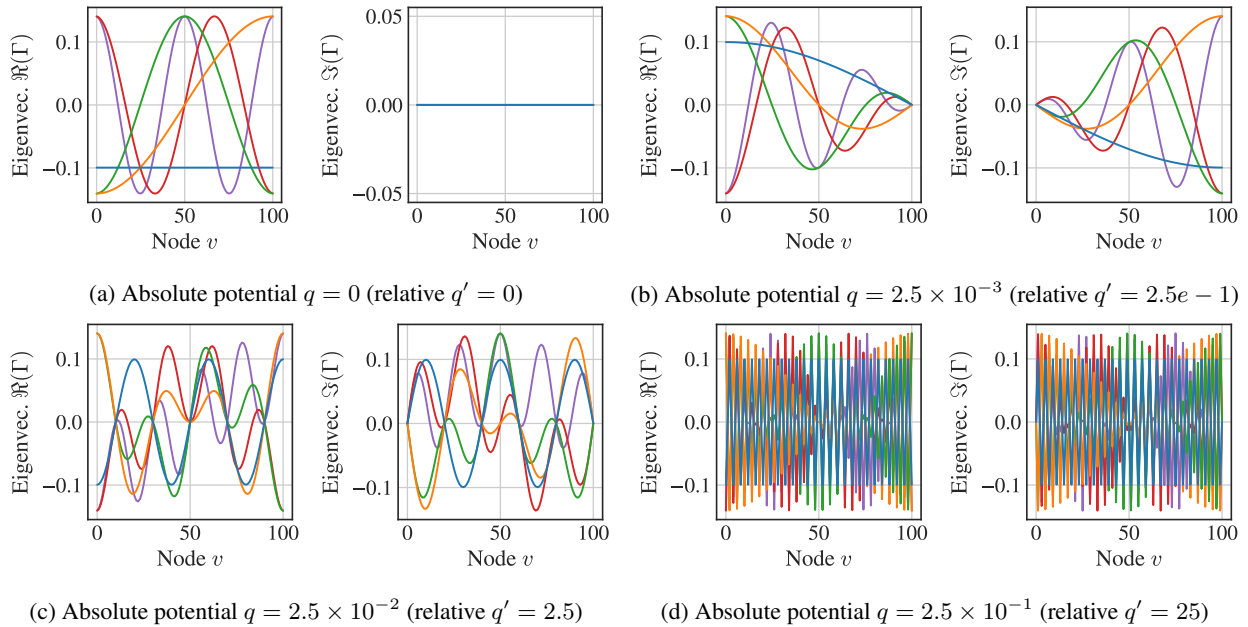 Eigenvec. ℜ(Γ)
0.1
0.0
−0.1
0
50
100
Node v
Eigenvec. ℑ(Γ)
0.05
0.00
−0.05
0
50
100
Node v
(a) Absolute potential q = 0 (relative q′ = 0)
Eigenvec. ℜ(Γ)
0.1
0.0
−0.1
0
50
100
Node v
Eigenvec. ℑ(Γ)
0.1
0.0
−0.1
0
50
100
Node v
(b) Absolute potential q = 2.5 × 10⁻³ (relative q′ = 2.5e − 1)
Eigenvec. ℜ(Γ)
0.1
0.0
−0.1
0
50
100
Node v
Eigenvec. ℑ(Γ)
0.1
0.0
−0.1
0
50
100
Node v
(c) Absolute potential q = 2.5 × 10⁻² (relative q′ = 2.5)
Eigenvec. ℜ(Γ)
0.1
0.0
−0.1
0
50
100
Node v
Eigenvec. ℑ(Γ)
0.1
0.0
−0.1
0
50
100
Node v
(d) Absolute potential q = 2.5 × 10⁻¹ (relative q′ = 25)